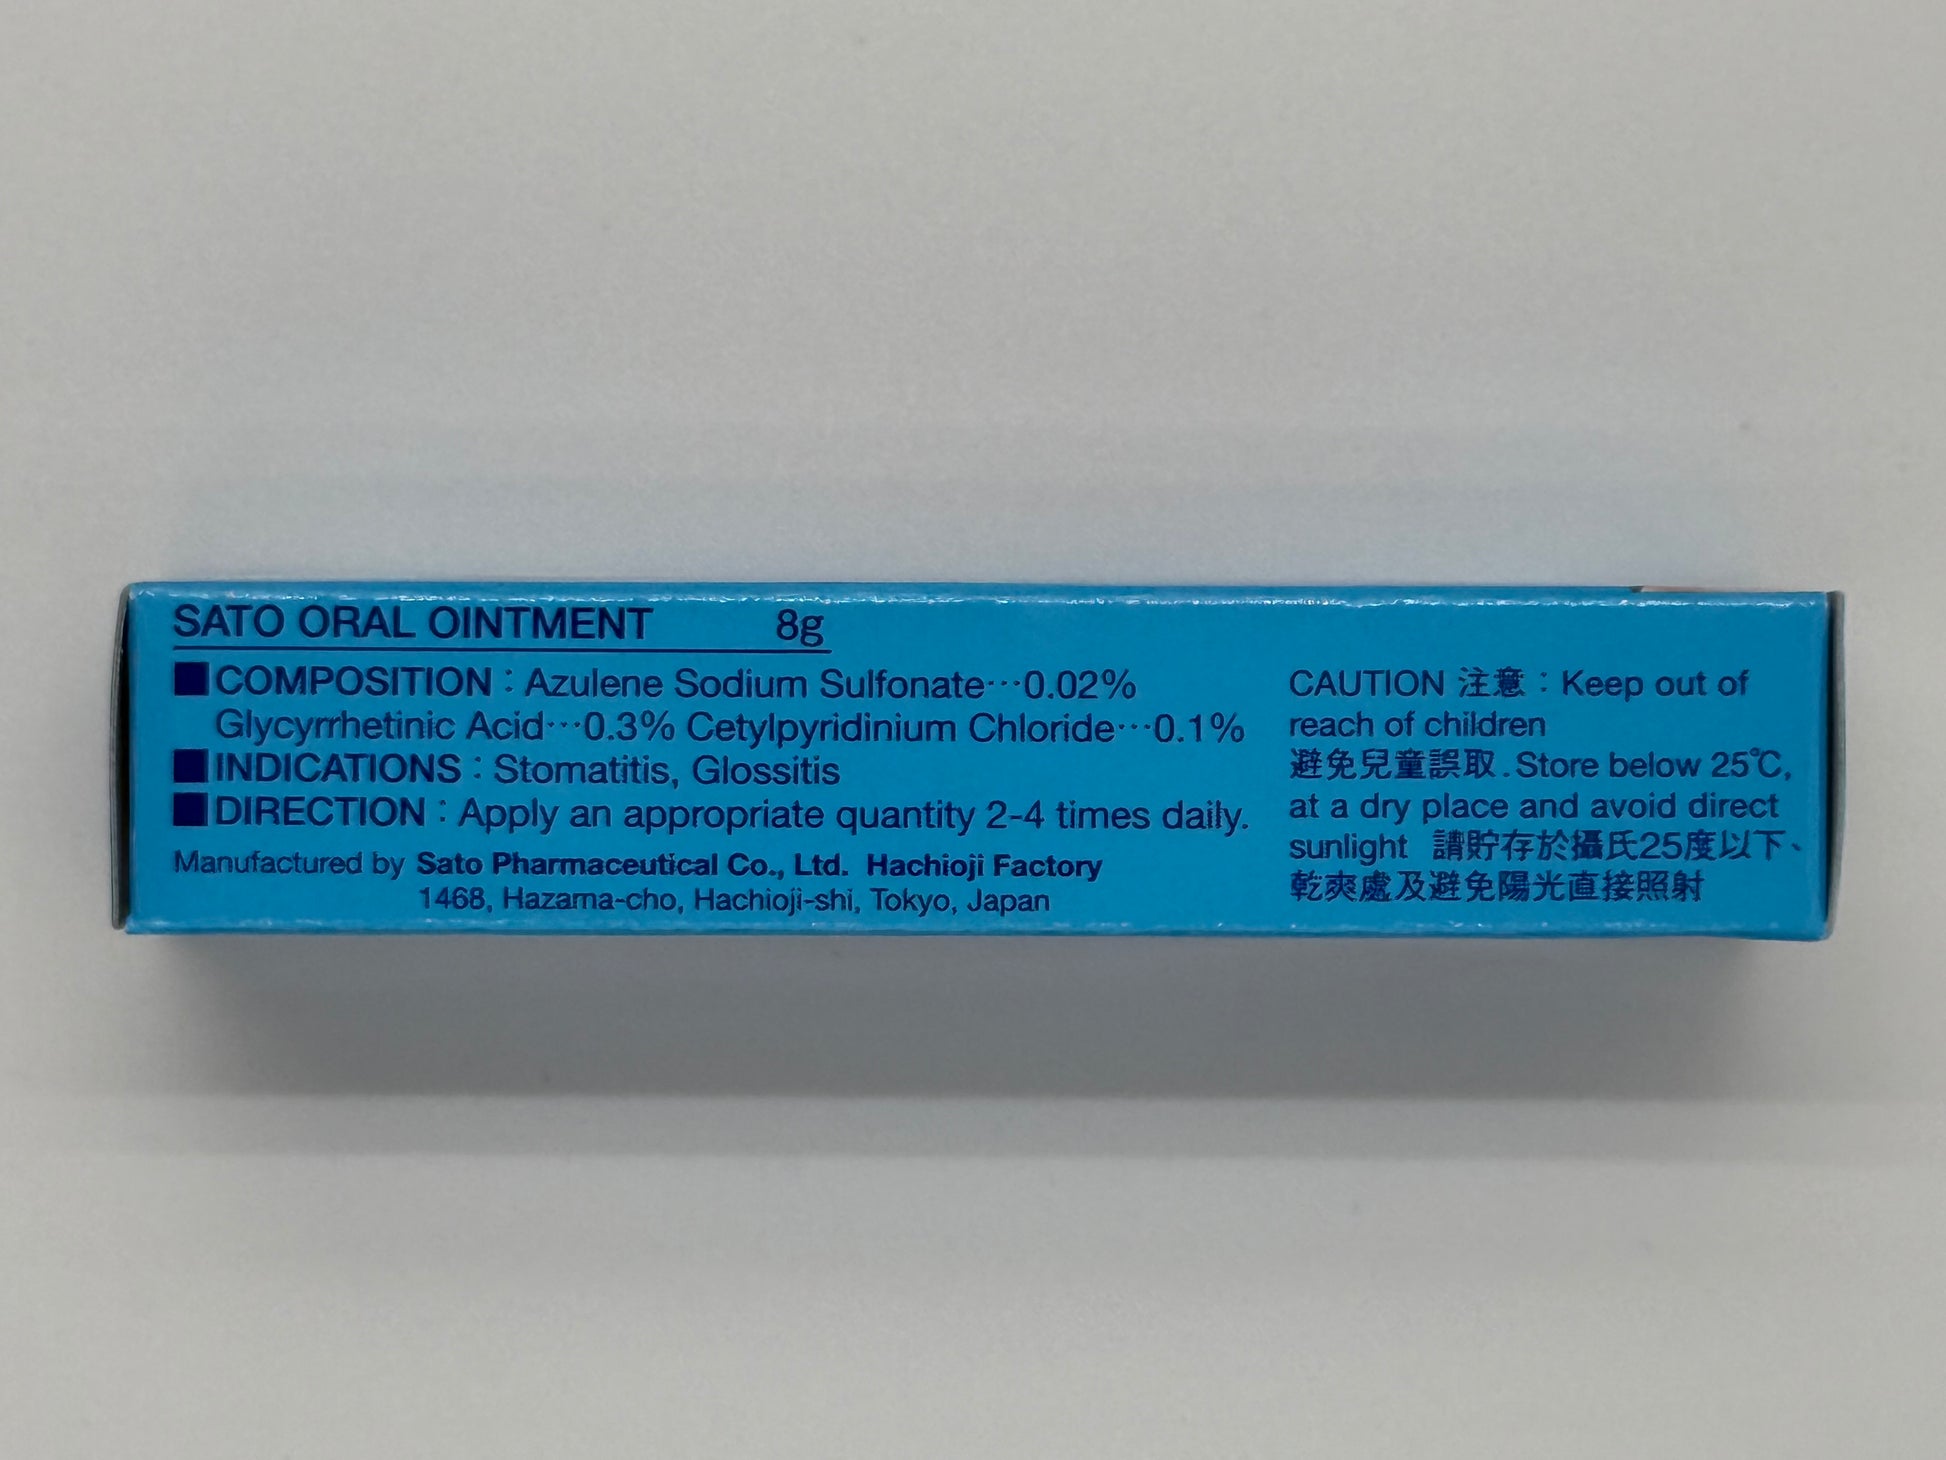 SATO ORAL OINTMENT 8g
■COMPOSITION : Azulene Sodium Sulfonate···0.02%
Glycyrrhetinic Acid···0.3% Cetylpyridinium Chloride···0.1%
■INDICATIONS : Stomatitis, Glossitis
■DIRECTION : Apply an appropriate quantity 2-4 times daily.
Manufactured by Sato Pharmaceutical Co., Ltd. Hachioji Factory
1468, Hazama-cho, Hachioji-shi, Tokyo, Japan
CAUTION 注意 : Keep out of
reach of children
避免兒童誤取 . Store below 25℃,
at a dry place and avoid direct
sunlight 請貯存於攝氏25度以下、
乾爽處及避免陽光直接照射